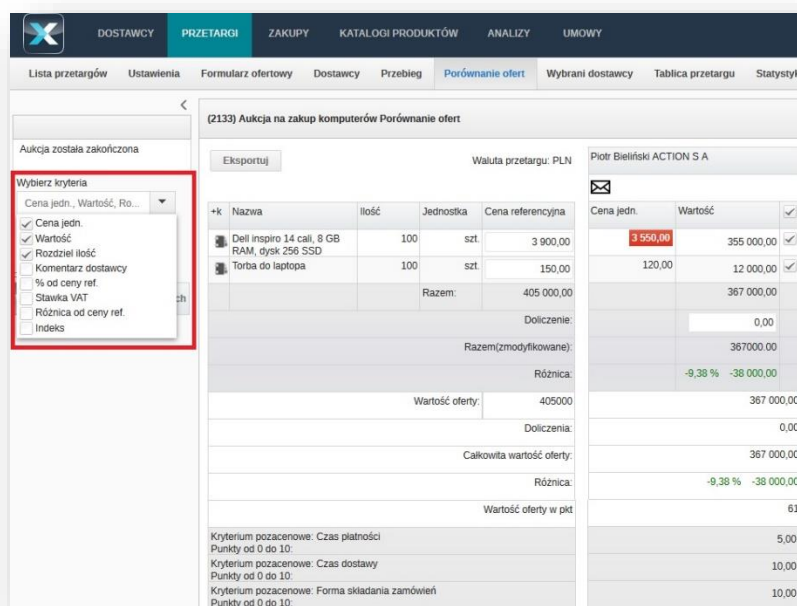 DOSTAWCY PRZETARGI ZAKUPY KATALOGI PRODUKTÓW ANALIZY UMOWY
Lista przetargów Ustawienia Formularz ofertowy Dostawcy Przebieg Porównanie ofert Wybrani dostawcy Tablica przetargu
Aukcja została zakończona
Wybierz kryteria
Cena jedn., Wartość, Ro...
Cena jedn.
Wartość
Rozdziel ilość
Komentarz dostawcy
% od ceny ref.
Stawka VAT
Różnica od ceny ref.
Indeks
(2133) Aukcja na zakup komputerów Porównanie ofert
Eksportuj Waluta przetargu: PLN Piotr Bieliński ACTION S A
+k Nazwa Ilość Jednostka Cena referencyjna Cena jedn. Wartość
Dell inspiro 14 cali, 8 GB 100 szt. 3 900,00 3 550,00 355 000,00
RAM, dysk 256 SSD
Torba do laptopa 100 szt. 150,00 120,00 12 000,00
Razem: 405 000,00 367 000,00
Doliczenie: 0,00
Razem(zmodyfikowane): 367000.00
Różnica: -9,38 % -38 000,00
Wartość oferty: 405000 367 000,00
Doliczenia: 0,00
Całkowita wartość oferty: 367 000,00
Różnica: -9,38 % -38 000,00
Wartość oferty w pkt 61
Kryterium pozacenowe: Czas płatności 5,00
Punkty od 0 do 10:
Kryterium pozacenowe: Czas dostawy 10,00
Punkty od 0 do 10:
Kryterium pozacenowe: Forma składania zamówień 10,00
Punkty od 0 do 10: